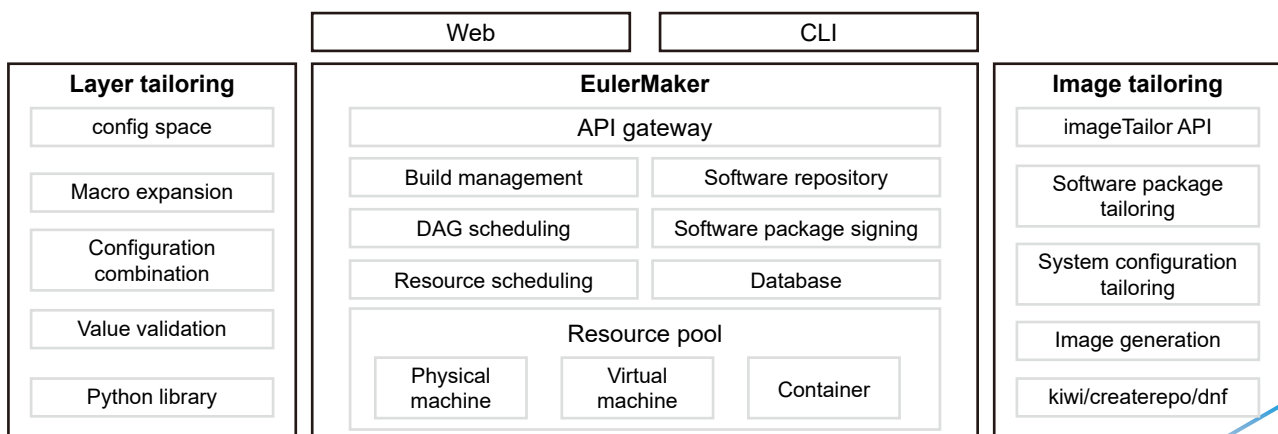 Web
CLI
Layer tailoring
config space
Macro expansion
Configuration
combination
Value validation
Python library
EulerMaker
API gateway
Build management
Software repository
DAG scheduling
Software package signing
Resource scheduling
Database
Resource pool
Physical
machine
Virtual
machine
Container
Image tailoring
imageTailor API
Software package
tailoring
System configuration
tailoring
Image generation
kiwi/createrepo/dnf